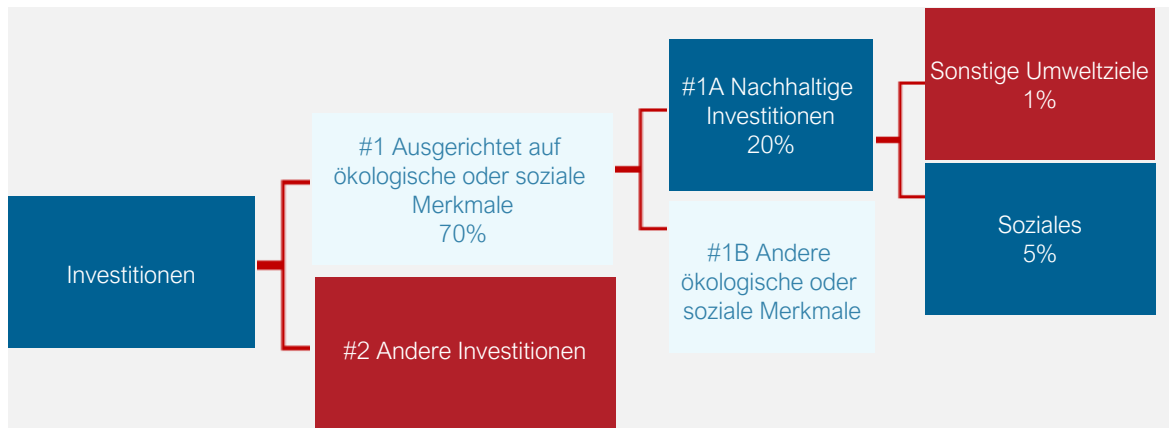 Investitionen
#1 Ausgerichtet auf
ökologische oder soziale
Merkmale
70%
#2 Andere Investitionen
#1A Nachhaltige
Investitionen
20%
#1B Andere
ökologische oder
soziale Merkmale
Sonstige Umweltziele
1%
Soziales
5%